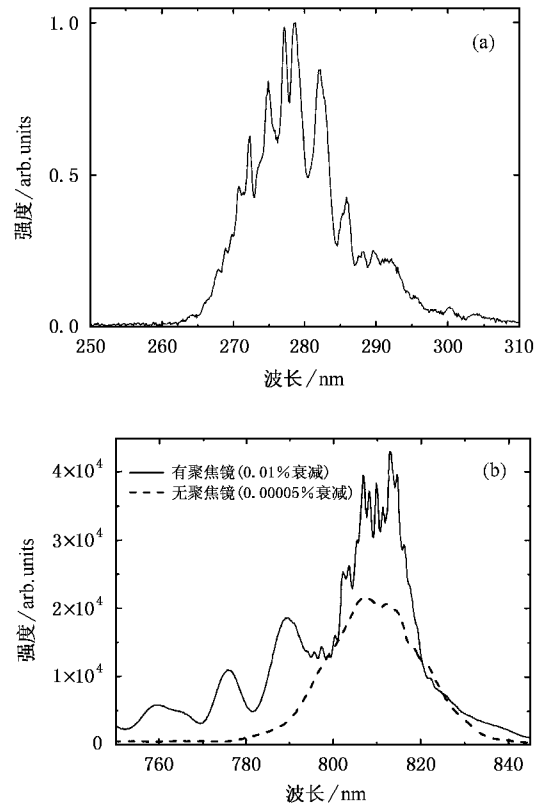 (a)
1.0
0.5
0.0
强度/arb.units
250 260 270 280 290 300 310
波长/nm
(b)
有聚焦镜(0.01%衰减)
无聚焦镜(0.00005%衰减)
4×10⁴
3×10⁴
2×10⁴
1×10⁴
0
强度/arb.units
760 780 800 820 840
波长/nm